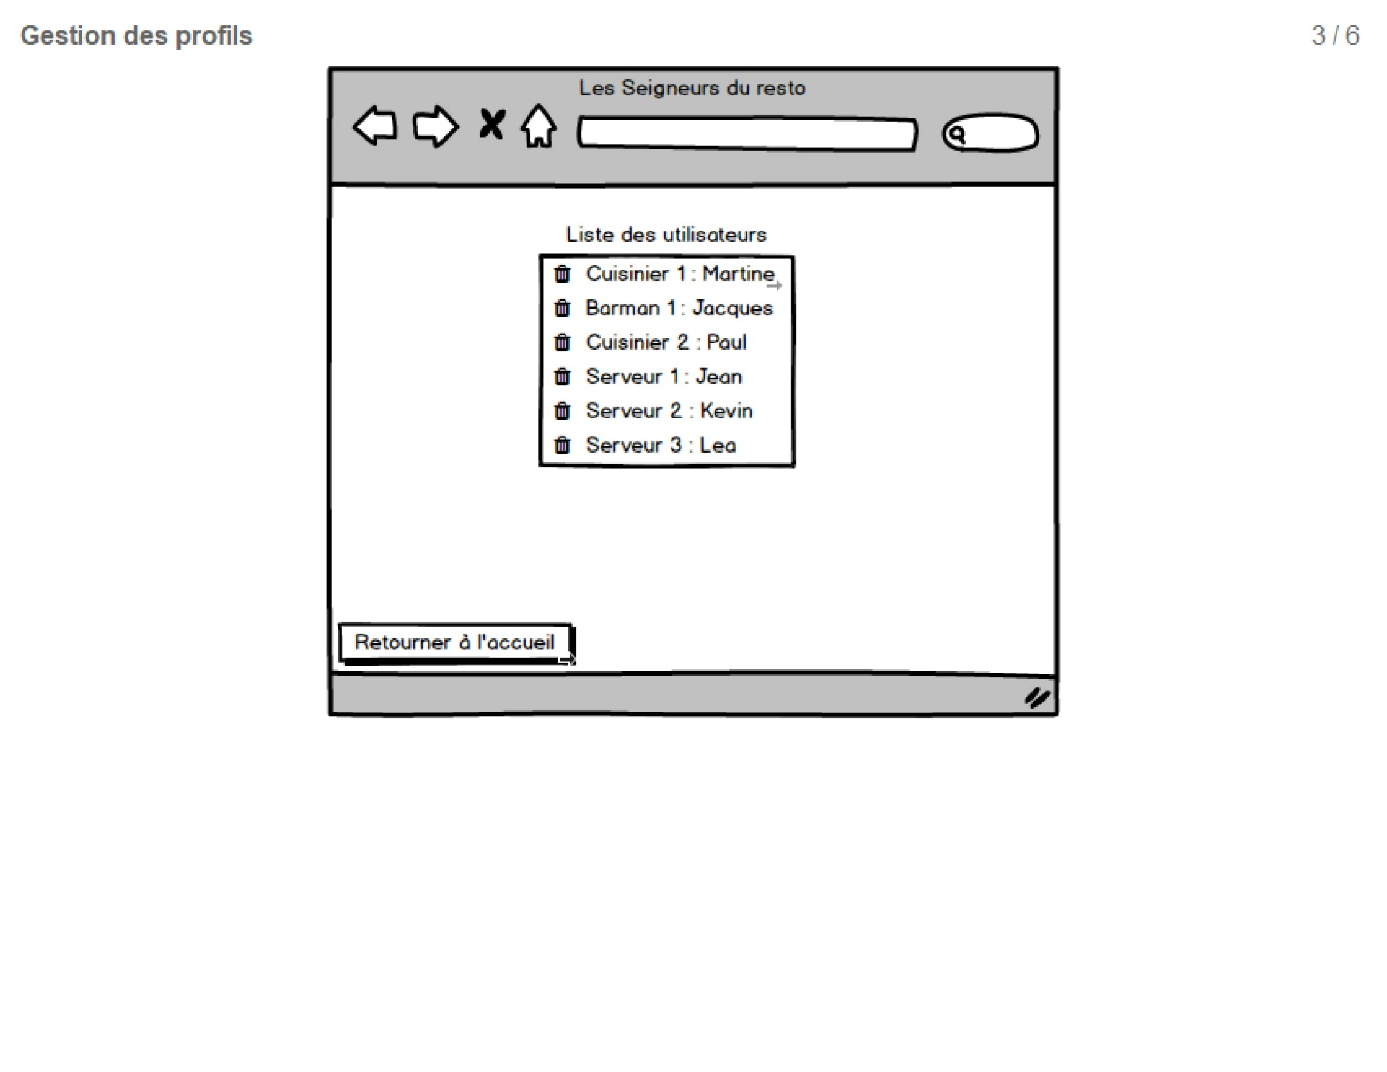 Gestion des profils
3 / 6
Les Seigneurs du resto
Liste des utilisateurs
Cuisinier 1 : Martine
Barman 1 : Jacques
Cuisinier 2 : Paul
Serveur 1 : Jean
Serveur 2 : Kevin
Serveur 3 : Lea
Retourner à l'accueil